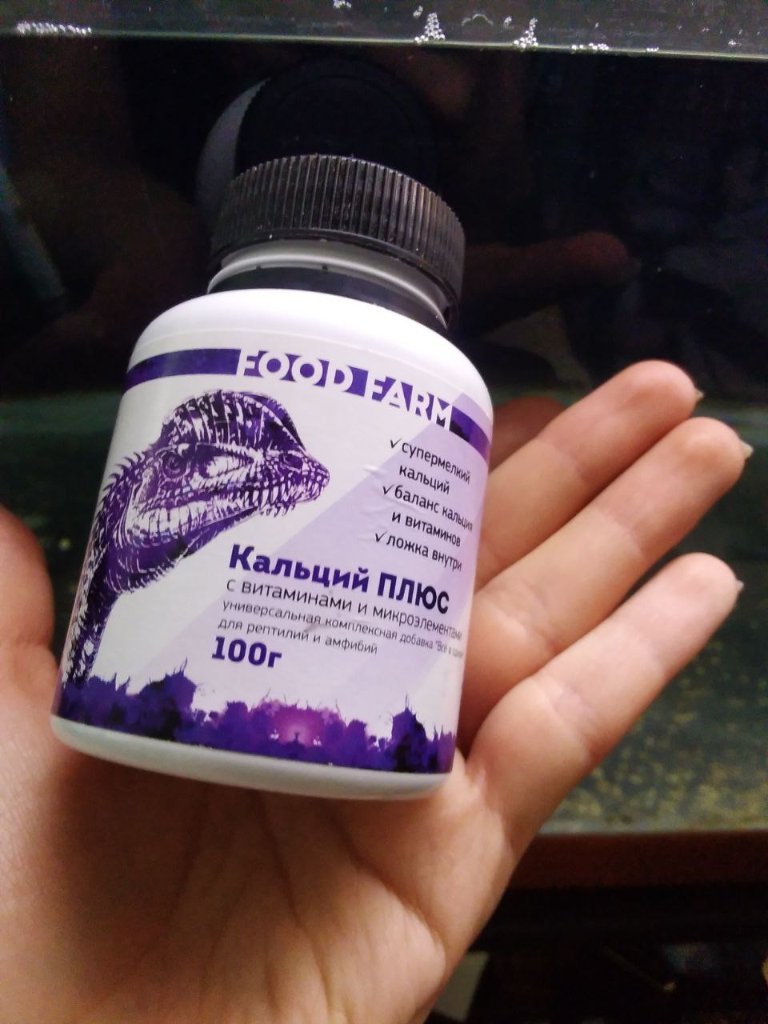 FOOD FARM
✓супермелкий
кальций
✓баланс кальция
и витаминов
✓ложка внутри
Кальций ПЛЮС
с витаминами и микроэлементами
универсальная комплексная добавка "Всё в
для рептилий и амфибий
100г